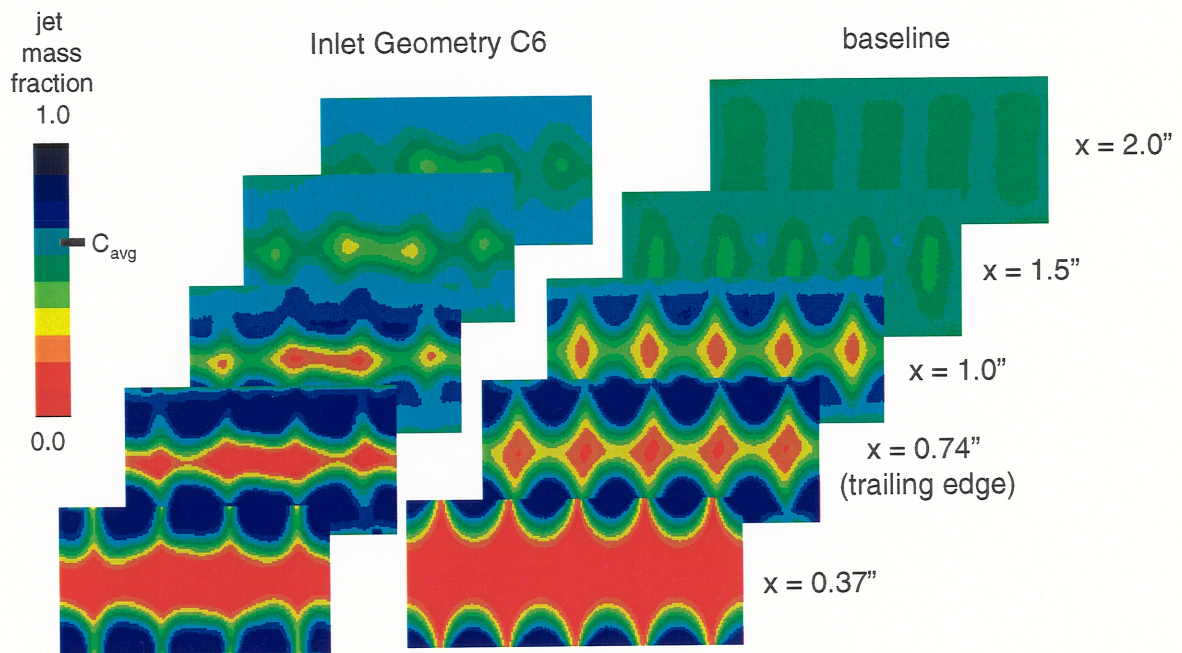 jet
mass
fraction
1.0
C_avg
0.0
Inlet Geometry C6
baseline
x = 2.0”
x = 1.5”
x = 1.0”
x = 0.74”
(trailing edge)
x = 0.37”